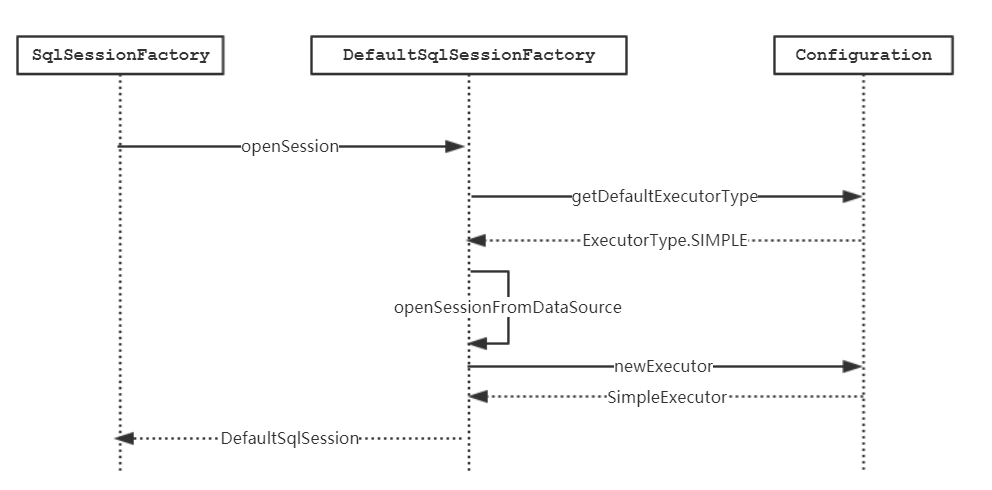 SqlSessionFactory
DefaultSqlSessionFactory
Configuration
openSession
getDefaultExecutorType
ExecutorType.SIMPLE
openSessionFromDataSource
newExecutor
SimpleExecutor
DefaultSqlSession